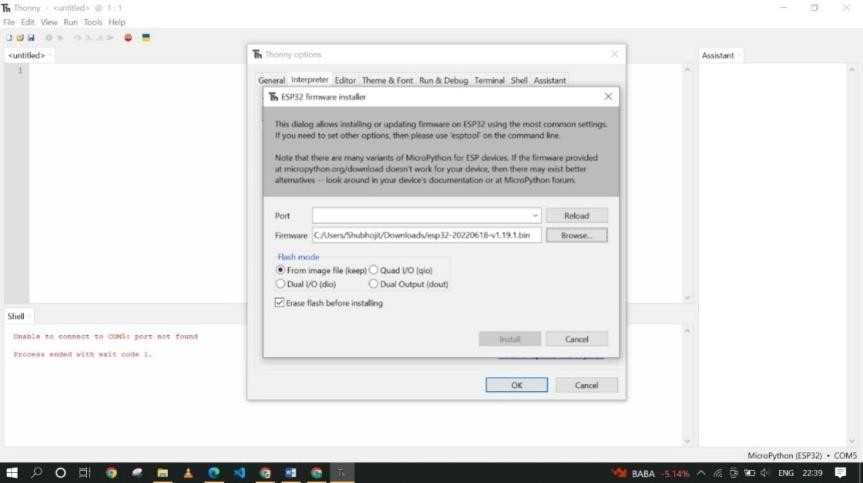 Thonny - <untitled> @ 1 : 1
File Edit View Run Tools Help
<untitled>
Assistant
1
Thonny options
General Interpreter Editor Theme & Font Run & Debug Terminal Shell Assistant
ESP32 firmware installer
This dialog allows installing or updating firmware on ESP32 using the most common settings.
If you need to set other options, then please use 'esptool' on the command line.
Note that there are many variants of MicroPython for ESP devices. If the firmware provided
at micropython.org/download doesn't work for your device, then there may exist better
alternatives -- look around in your device's documentation or at MicroPython forum.
Port Reload
Firmware C:/Users/Shubhojit/Downloads/esp32-20220618-v1.19.1.bin Browse...
Flash mode
From image file (keep) Quad I/O (qio)
Dual I/O (dio) Dual Output (dout)
Erase flash before installing
Install Cancel
OK Cancel
Shell
Unable to connect to COM5: port not found
Process ended with exit code 1.
MicroPython (ESP32) • COM5
BABA -5.14% ENG 22:39